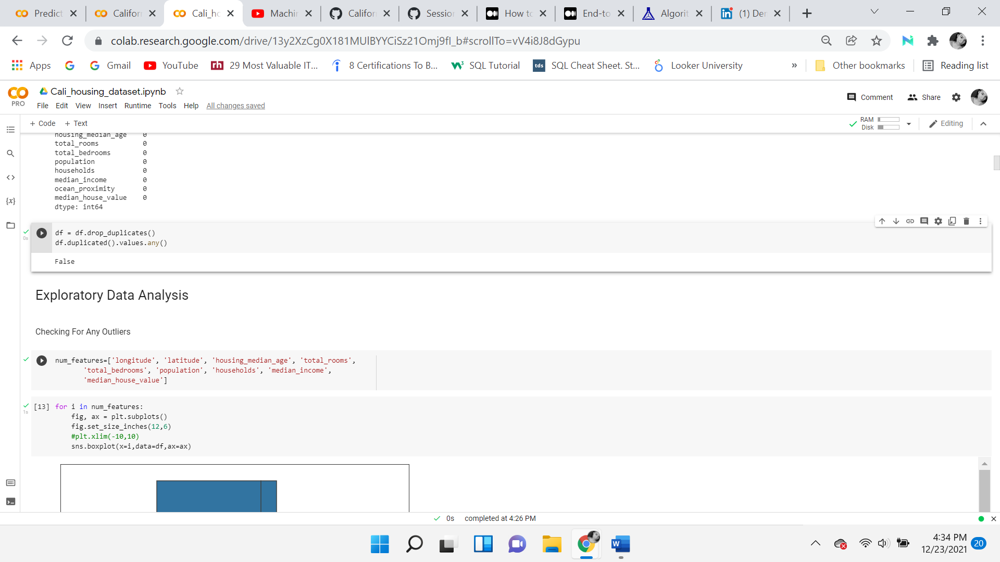 Predict
Califor
Cali_ho
Machin
Califor
Session
How to
End-to
Algorit
(1) Der
colab.research.google.com/drive/13y2XzCg0X181MUlBYYCiSz21Omj9fI_b#scrollTo=vV4i8J8dGypu
Apps
Gmail
YouTube
29 Most Valuable IT...
8 Certifications To B...
SQL Tutorial
tds SQL Cheat Sheet. St...
Looker University
»
Other bookmarks
Reading list
PRO
Cali_housing_dataset.ipynb
File Edit View Insert Runtime Tools Help All changes saved
Comment
Share
+ Code + Text
RAM
Disk
Editing
housing_median_age 0
total_rooms 0
total_bedrooms 0
population 0
households 0
median_income 0
ocean_proximity 0
median_house_value 0
dtype: int64
0s
df = df.drop_duplicates()
df.duplicated().values.any()
False
Exploratory Data Analysis
Checking For Any Outliers
num_features=['longitude', 'latitude', 'housing_median_age', 'total_rooms',
'total_bedrooms', 'population', 'households', 'median_income',
'median_house_value']
1s
[13] for i in num_features:
fig, ax = plt.subplots()
fig.set_size_inches(12,6)
#plt.xlim(-10,10)
sns.boxplot(x=i,data=df,ax=ax)
0s completed at 4:26 PM
4:34 PM
12/23/2021
20